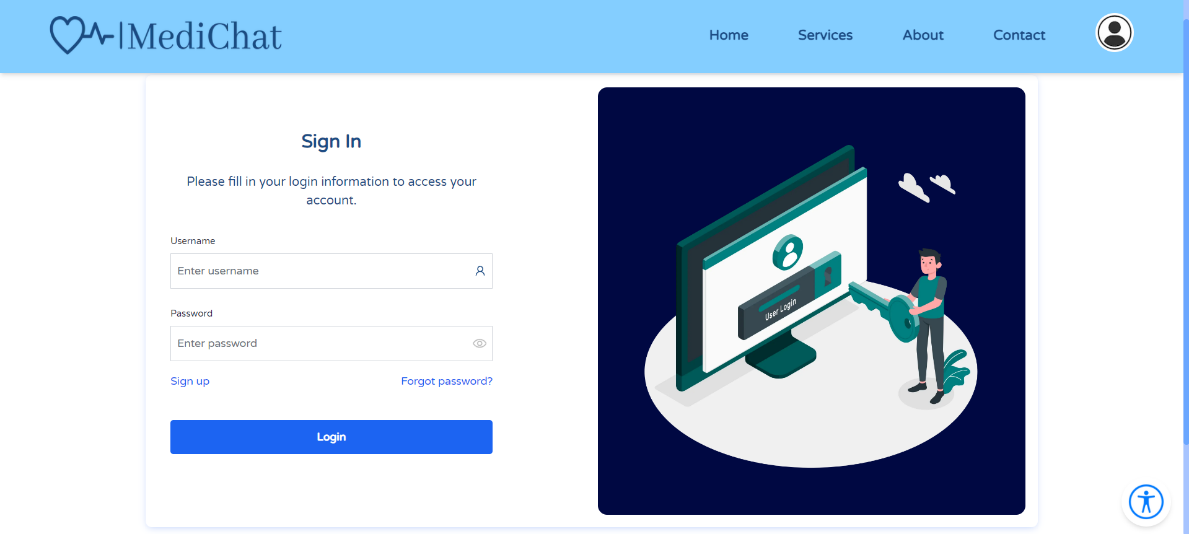 MediChat
Home
Services
About
Contact
Sign In
Please fill in your login information to access your
account.
Username
Enter username
Password
Enter password
Sign up
Forgot password?
Login
User Login